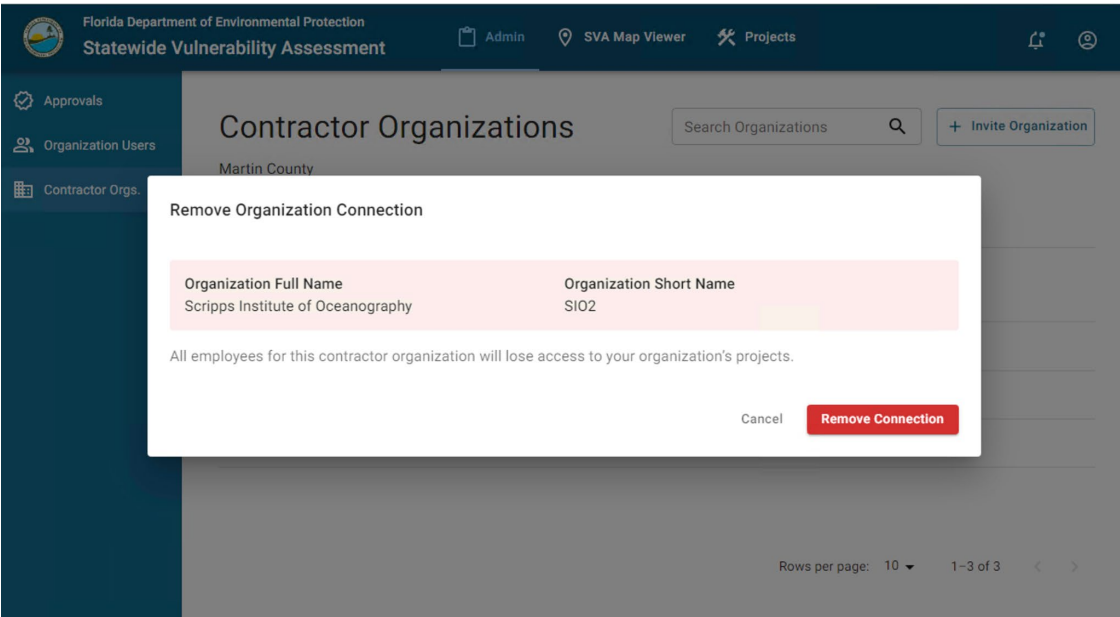 Florida Department of Environmental Protection
Statewide Vulnerability Assessment
Admin
SVA Map Viewer
Projects
Approvals
Organization Users
Contractor Orgs.
Contractor Organizations
Search Organizations
+ Invite Organization
Martin County
Remove Organization Connection
Organization Full Name
Scripps Institute of Oceanography
Organization Short Name
SIO2
All employees for this contractor organization will lose access to your organization's projects.
Cancel
Remove Connection
Rows per page: 10
1–3 of 3